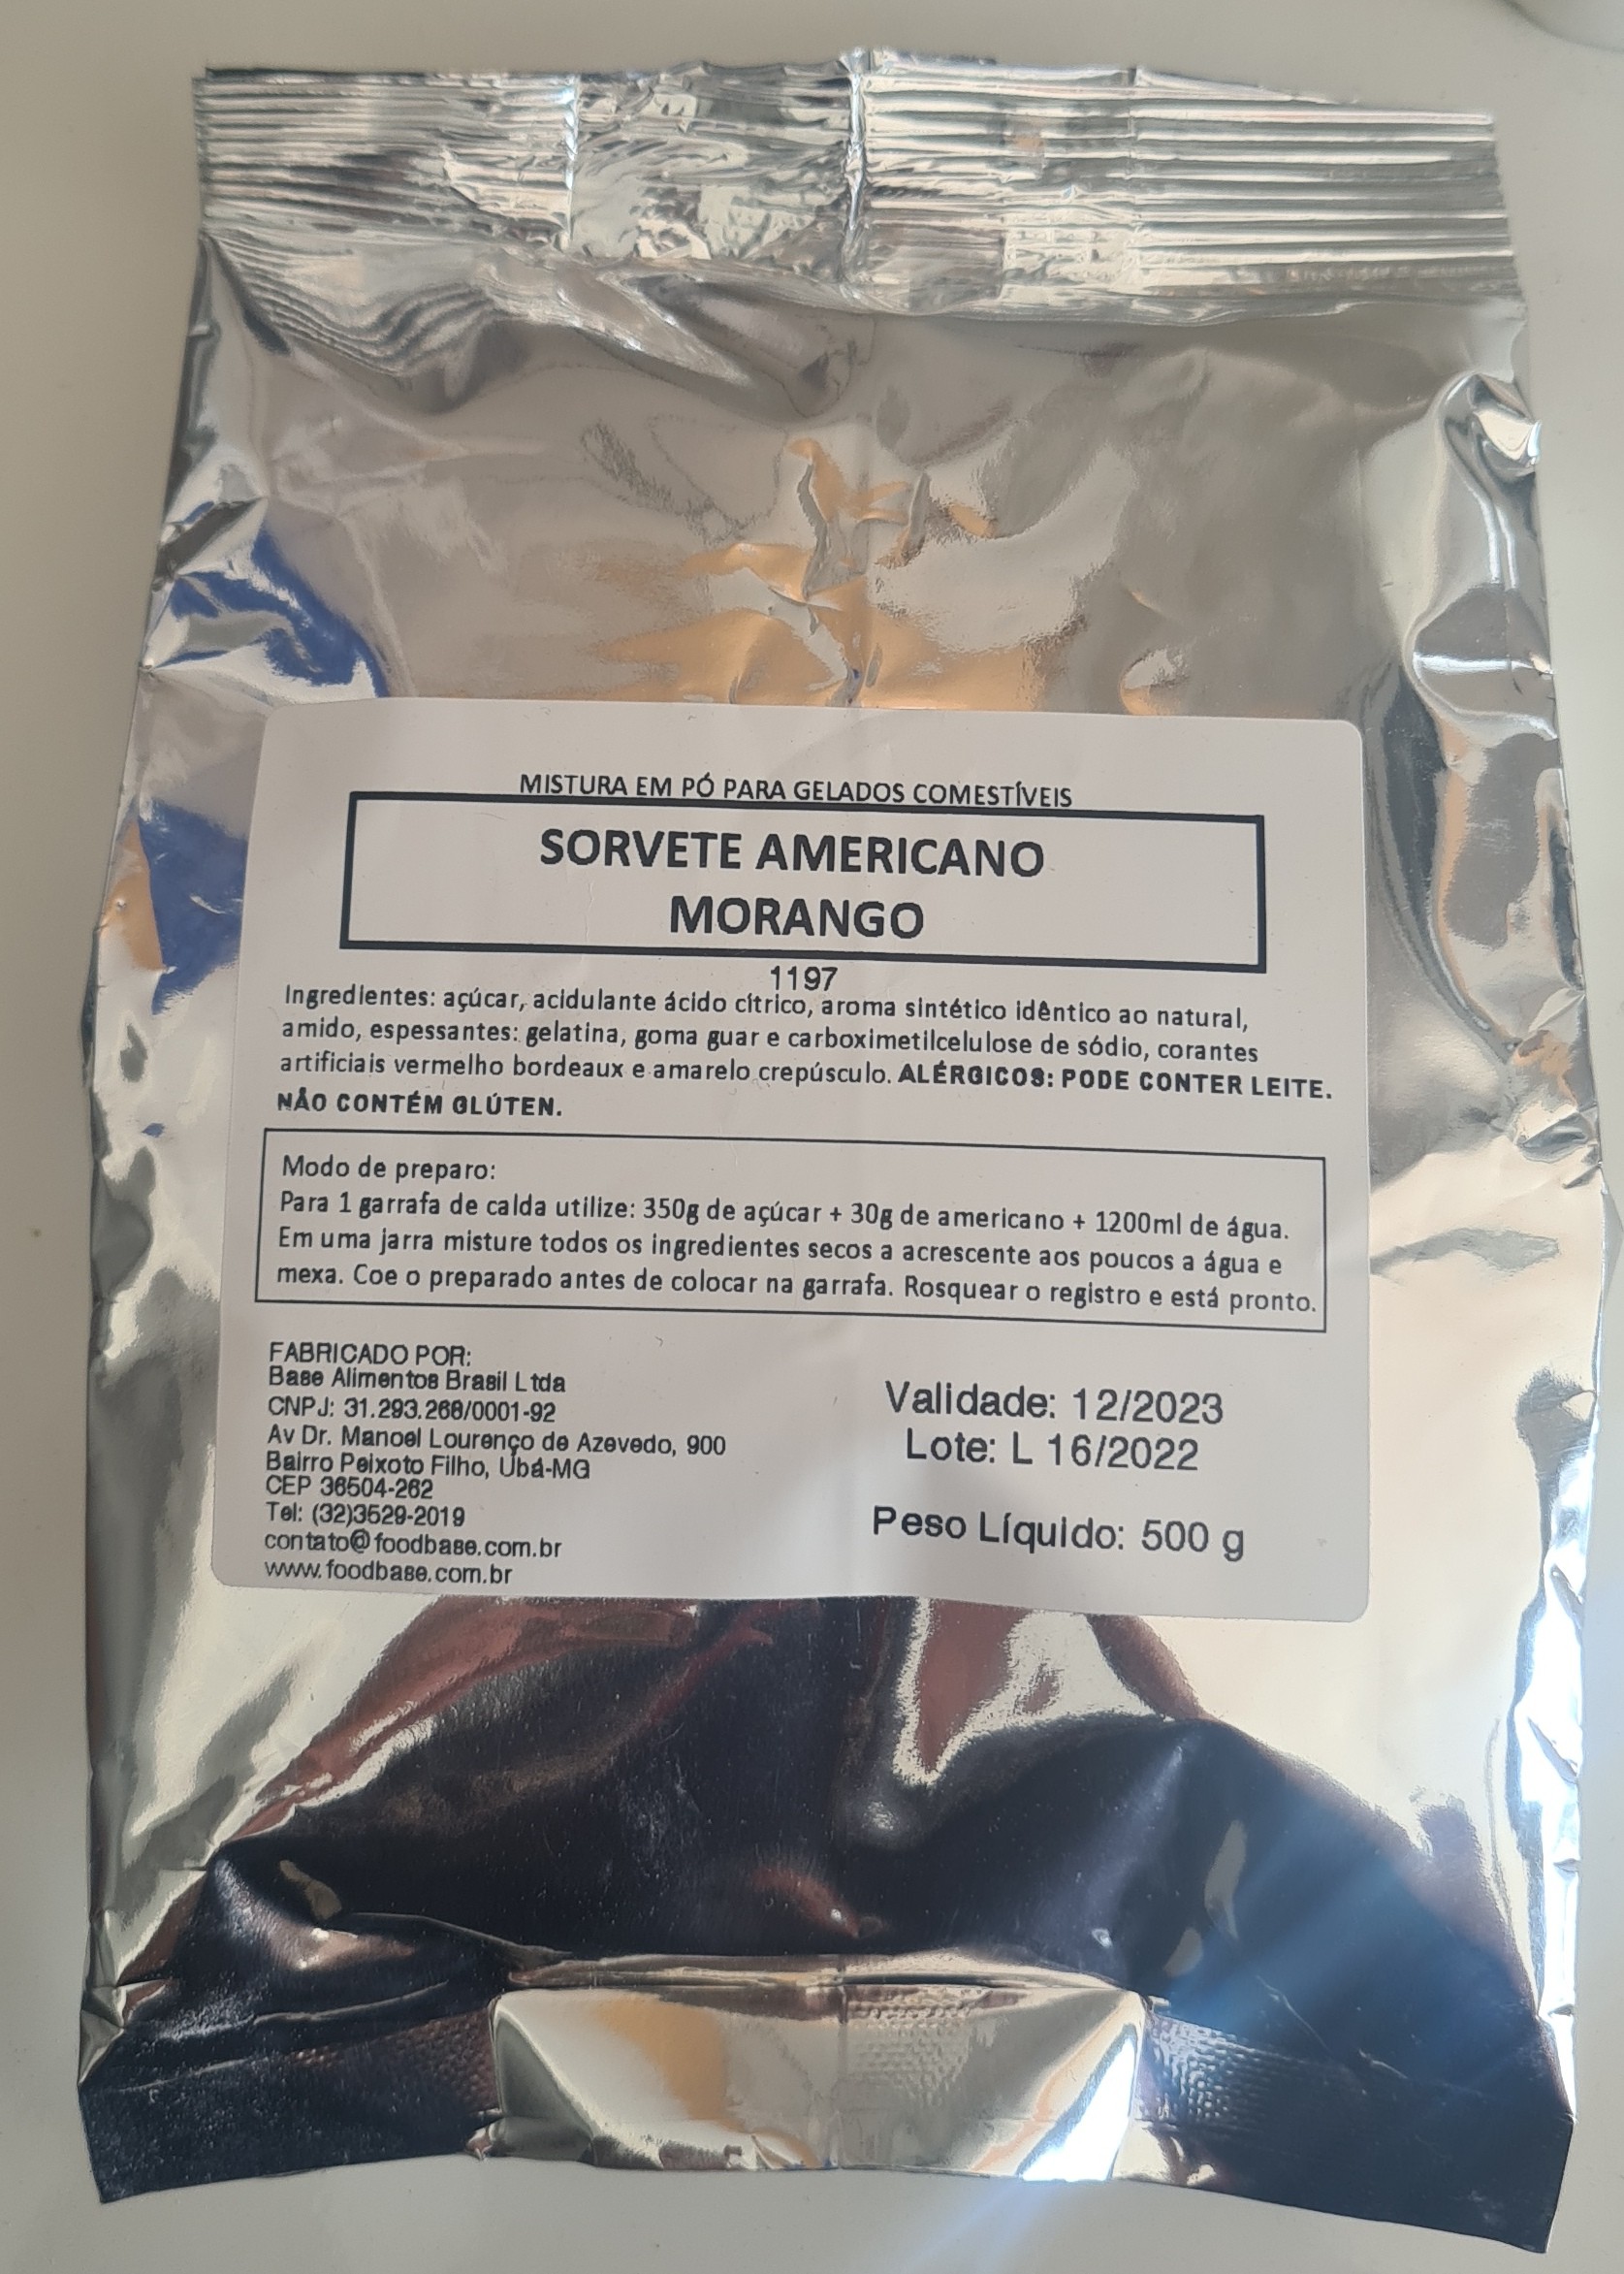 MISTURA EM PÓ PARA GELADOS COMESTÍVEIS
SORVETE AMERICANO
MORANGO
1197
Ingredientes: açúcar, acidulante ácido cítrico, aroma sintético idêntico ao natural,
amido, espessantes: gelatina, goma guar e carboximetilcelulose de sódio, corantes
artificiais vermelho bordeaux e amarelo crepúsculo. ALÉRGICOS: PODE CONTER LEITE.
NÃO CONTÉM GLÚTEN.
Modo de preparo:
Para 1 garrafa de calda utilize: 350g de açúcar + 30g de americano + 1200ml de água.
Em uma jarra misture todos os ingredientes secos a acrescente aos poucos a água e
mexa. Coe o preparado antes de colocar na garrafa. Rosquear o registro e está pronto.
FABRICADO POR:
Base Alimentos Brasil Ltda
CNPJ: 31.293.268/0001-92
Av Dr. Manoel Lourenço de Azevedo, 900
Bairro Peixoto Filho, Ubá-MG
CEP 36504-262
Tel: (32)3529-2019
contato@foodbase.com.br
www.foodbase.com.br
Validade: 12/2023
Lote: L 16/2022
Peso Líquido: 500 g